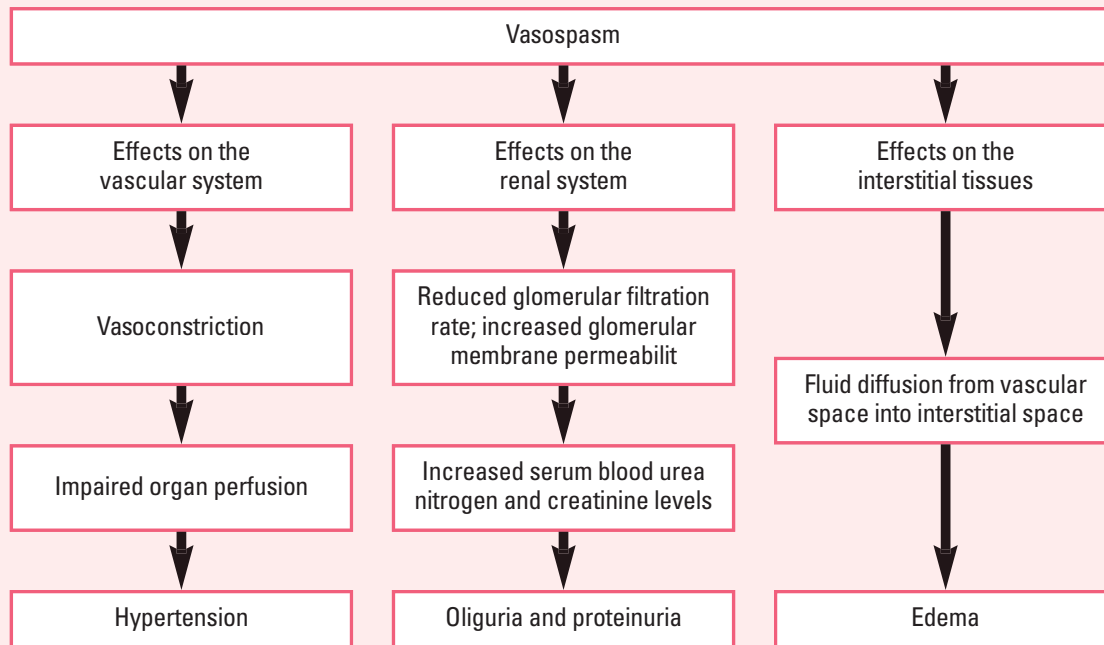 Vasospasm
Effects on the
vascular system
Effects on the
renal system
Effects on the
interstitial tissues
Vasoconstriction
Reduced glomerular filtration
rate; increased glomerular
membrane permeabilit
Fluid diffusion from vascular
space into interstitial space
Impaired organ perfusion
Increased serum blood urea
nitrogen and creatinine levels
Hypertension
Oliguria and proteinuria
Edema